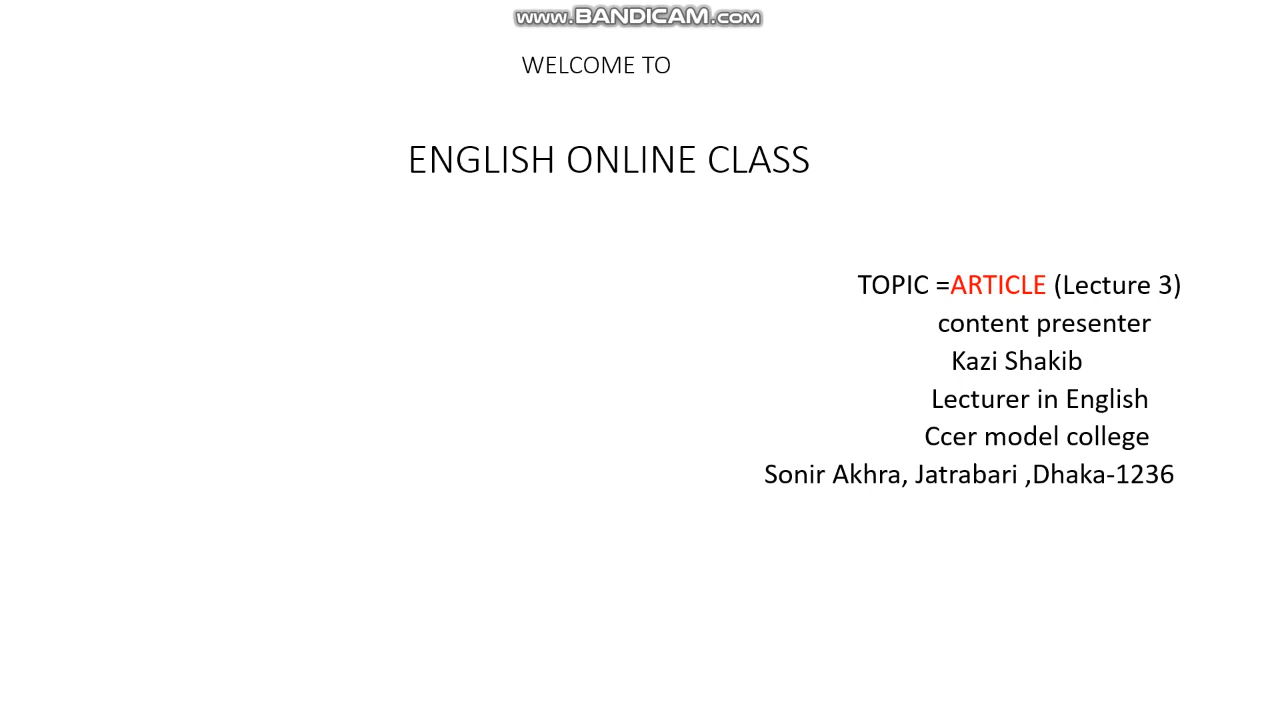 www.BANDICAM.com
WELCOME TO
ENGLISH ONLINE CLASS
TOPIC =ARTICLE (Lecture 3)
content presenter
Kazi Shakib
Lecturer in English
Ccer model college
Sonir Akhra, Jatrabari ,Dhaka-1236